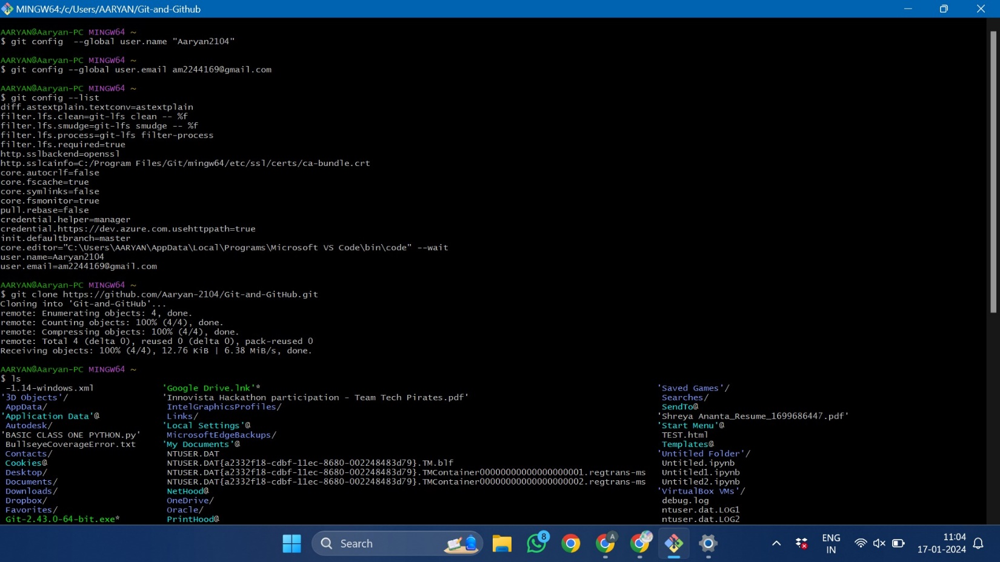 MINGW64:/c/Users/AARYAN/Git-and-Github
AARYAN@Aaryan-PC MINGW64 ~
$ git config  --global user.name "Aaryan2104"
AARYAN@Aaryan-PC MINGW64 ~
$ git config --global user.email am2244169@gmail.com
AARYAN@Aaryan-PC MINGW64 ~
$ git config --list
diff.astextplain.textconv=astextplain
filter.lfs.clean=git-lfs clean -- %f
filter.lfs.smudge=git-lfs smudge -- %f
filter.lfs.process=git-lfs filter-process
filter.lfs.required=true
http.sslbackend=openssl
http.sslcainfo=C:/Program Files/Git/mingw64/etc/ssl/certs/ca-bundle.crt
core.autocrlf=false
core.fscache=true
core.symlinks=false
core.fsmonitor=true
pull.rebase=false
credential.helper=manager
credential.https://dev.azure.com.usehttppath=true
init.defaultbranch=master
core.editor="C:\Users\AARYAN\AppData\Local\Programs\Microsoft VS Code\bin\code" --wait
user.name=Aaryan2104
user.email=am2244169@gmail.com
AARYAN@Aaryan-PC MINGW64 ~
$ git clone https://github.com/Aaryan-2104/Git-and-GitHub.git
Cloning into 'Git-and-GitHub'...
remote: Enumerating objects: 4, done.
remote: Counting objects: 100% (4/4), done.
remote: Compressing objects: 100% (4/4), done.
remote: Total 4 (delta 0), reused 0 (delta 0), pack-reused 0
Receiving objects: 100% (4/4), 12.76 KiB | 6.38 MiB/s, done.
AARYAN@Aaryan-PC MINGW64 ~
$ ls
-1.14-windows.xml 'Google Drive.lnk'* 'Saved Games'/
'3D Objects'/ 'Innovista Hackathon participation - Team Tech Pirates.pdf' Searches/
AppData/ IntelGraphicsProfiles/ SendTo@
'Application Data'@ Links/ 'Shreya Ananta_Resume_1699686447.pdf'
Autodesk/ 'Local Settings'@ 'Start Menu'@
'BASIC CLASS ONE PYTHON.py' MicrosoftEdgeBackups/ TEST.html
BullseyeCoverageError.txt 'My Documents'@ Templates@
Contacts/ NTUSER.DAT 'Untitled Folder'/
Cookies@ NTUSER.DAT{a2332f18-cdbf-11ec-8680-002248483d79}.TM.blf Untitled.ipynb
Desktop/ NTUSER.DAT{a2332f18-cdbf-11ec-8680-002248483d79}.TMContainer00000000000000000001.regtrans-ms Untitled1.ipynb
Documents/ NTUSER.DAT{a2332f18-cdbf-11ec-8680-002248483d79}.TMContainer00000000000000000002.regtrans-ms Untitled2.ipynb
Downloads/ NetHood@ 'VirtualBox VMs'/
Dropbox/ OneDrive/ debug.log
Favorites/ Oracle/ ntuser.dat.LOG1
Git-2.43.0-64-bit.exe* PrintHood@ ntuser.dat.LOG2
Search
8
A
ENG
IN
11:04
17-01-2024